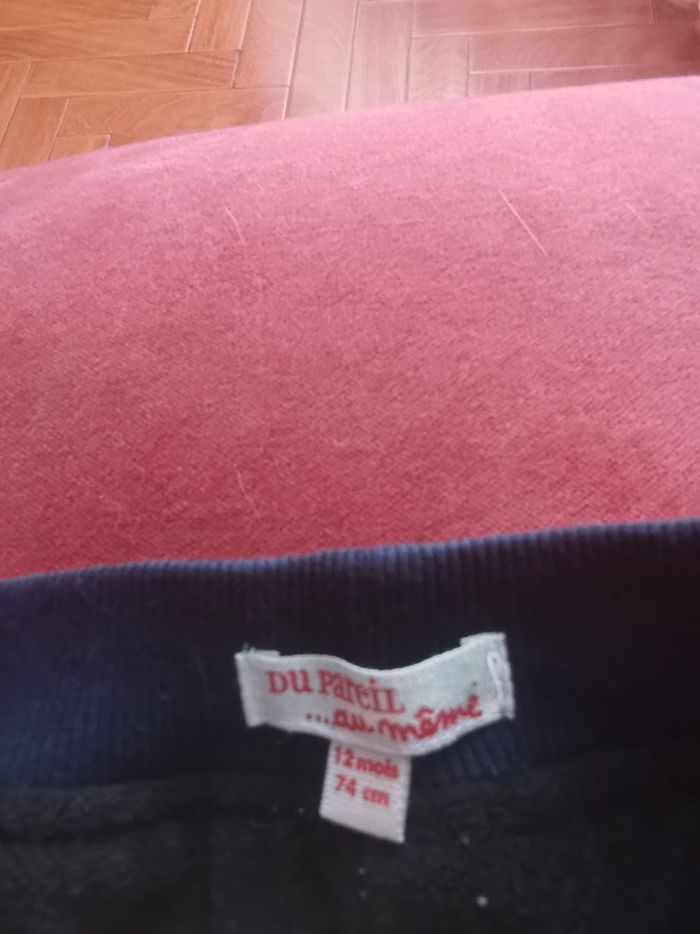 DU PAREIL
...au même
12 mois
74 cm